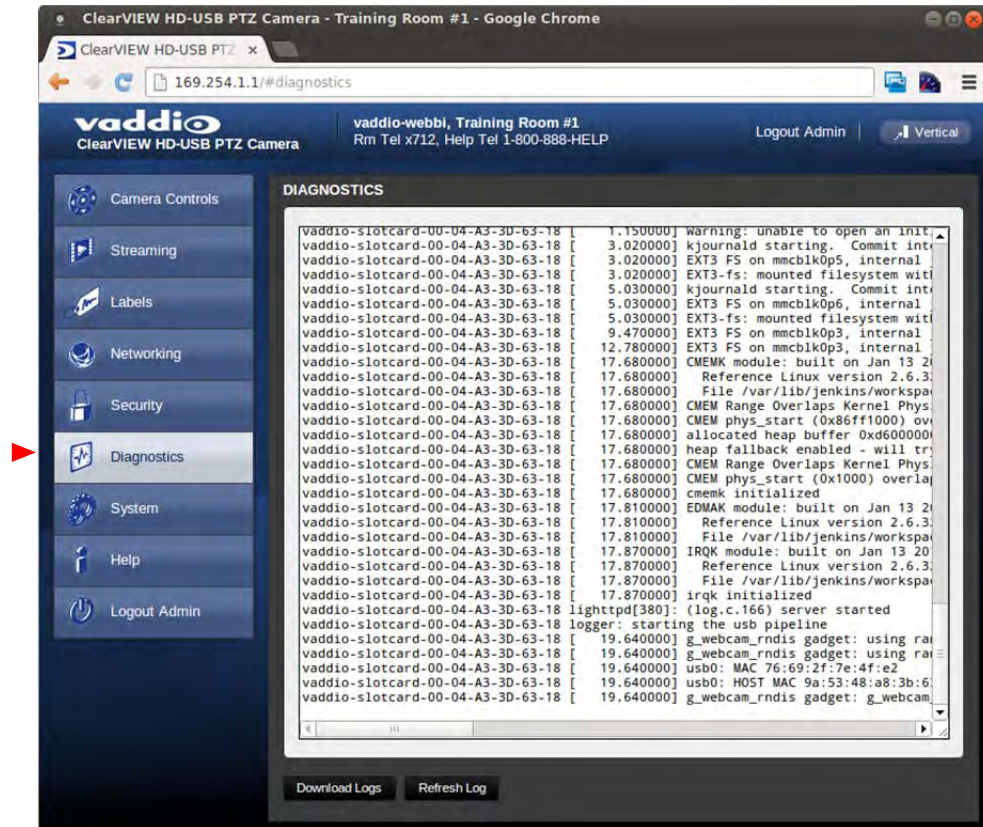 ClearVIEW HD-USB PTZ Camera - Training Room #1 - Google Chrome
ClearVIEW HD-USB PTZ ×
169.254.1.1/#diagnostics
vaddio
ClearVIEW HD-USB PTZ Camera
vaddio-webbi, Training Room #1
Rm Tel x712, Help Tel 1-800-888-HELP
Logout Admin
Vertical
Camera Controls
Streaming
Labels
Networking
Security
Diagnostics
System
Help
Logout Admin
DIAGNOSTICS
vaddio-slotcard-00-04-A3-3D-63-18 [ 1.150000] Warning: unable to open an init
vaddio-slotcard-00-04-A3-3D-63-18 [ 3.020000] kjournald starting. Commit int
vaddio-slotcard-00-04-A3-3D-63-18 [ 3.020000] EXT3 FS on mmcblk0p5, internal
vaddio-slotcard-00-04-A3-3D-63-18 [ 3.020000] EXT3-fs: mounted filesystem wit
vaddio-slotcard-00-04-A3-3D-63-18 [ 5.030000] kjournald starting. Commit int
vaddio-slotcard-00-04-A3-3D-63-18 [ 5.030000] EXT3 FS on mmcblk0p6, internal
vaddio-slotcard-00-04-A3-3D-63-18 [ 5.030000] EXT3-fs: mounted filesystem wit
vaddio-slotcard-00-04-A3-3D-63-18 [ 9.470000] EXT3 FS on mmcblk0p3, internal
vaddio-slotcard-00-04-A3-3D-63-18 [ 12.780000] EXT3 FS on mmcblk0p3, internal
vaddio-slotcard-00-04-A3-3D-63-18 [ 17.680000] CMEMK module: built on Jan 13 2
vaddio-slotcard-00-04-A3-3D-63-18 [ 17.680000] Reference Linux version 2.6.3
vaddio-slotcard-00-04-A3-3D-63-18 [ 17.680000] File /var/lib/jenkins/workspa
vaddio-slotcard-00-04-A3-3D-63-18 [ 17.680000] CMEM Range Overlaps Kernel Phys
vaddio-slotcard-00-04-A3-3D-63-18 [ 17.680000] CMEM phys_start (0x86ff1000) ov
vaddio-slotcard-00-04-A3-3D-63-18 [ 17.680000] allocated heap buffer 0xd600000
vaddio-slotcard-00-04-A3-3D-63-18 [ 17.680000] heap fallback enabled - will tr
vaddio-slotcard-00-04-A3-3D-63-18 [ 17.680000] CMEM Range Overlaps Kernel Phys
vaddio-slotcard-00-04-A3-3D-63-18 [ 17.680000] CMEM phys_start (0x1000) overla
vaddio-slotcard-00-04-A3-3D-63-18 [ 17.680000] cmemk initialized
vaddio-slotcard-00-04-A3-3D-63-18 [ 17.810000] EDMAK module: built on Jan 13 2
vaddio-slotcard-00-04-A3-3D-63-18 [ 17.810000] Reference Linux version 2.6.3
vaddio-slotcard-00-04-A3-3D-63-18 [ 17.810000] File /var/lib/jenkins/workspa
vaddio-slotcard-00-04-A3-3D-63-18 [ 17.870000] IRQK module: built on Jan 13 20
vaddio-slotcard-00-04-A3-3D-63-18 [ 17.870000] Reference Linux version 2.6.3
vaddio-slotcard-00-04-A3-3D-63-18 [ 17.870000] File /var/lib/jenkins/workspa
vaddio-slotcard-00-04-A3-3D-63-18 [ 17.870000] irqk initialized
vaddio-slotcard-00-04-A3-3D-63-18 lighttpd[380]: (log.c.166) server started
vaddio-slotcard-00-04-A3-3D-63-18 logger: starting the usb pipeline
vaddio-slotcard-00-04-A3-3D-63-18 [ 19.640000] g_webcam_rndis gadget: using ra
vaddio-slotcard-00-04-A3-3D-63-18 [ 19.640000] g_webcam_rndis gadget: using ra
vaddio-slotcard-00-04-A3-3D-63-18 [ 19.640000] usb0: MAC 76:69:2f:7e:4f:e2
vaddio-slotcard-00-04-A3-3D-63-18 [ 19.640000] usb0: HOST MAC 9a:53:48:a8:3b:6
vaddio-slotcard-00-04-A3-3D-63-18 [ 19.640000] g_webcam_rndis gadget: g_webcam
Download Logs
Refresh Log